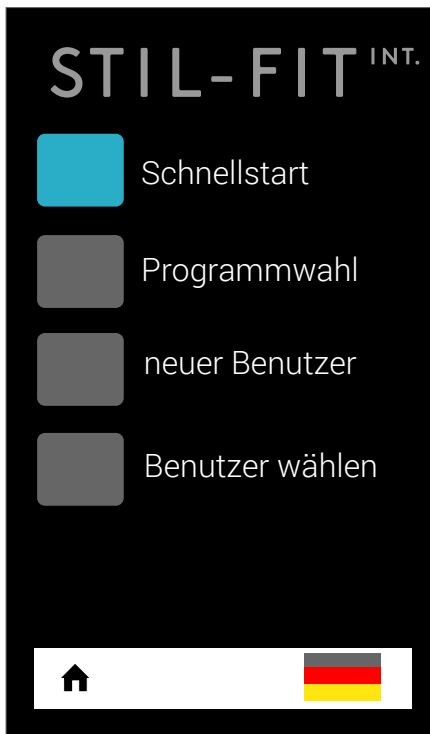 STIL-FIT INT.
Schnellstart
Programmwahl
neuer Benutzer
Benutzer wählen